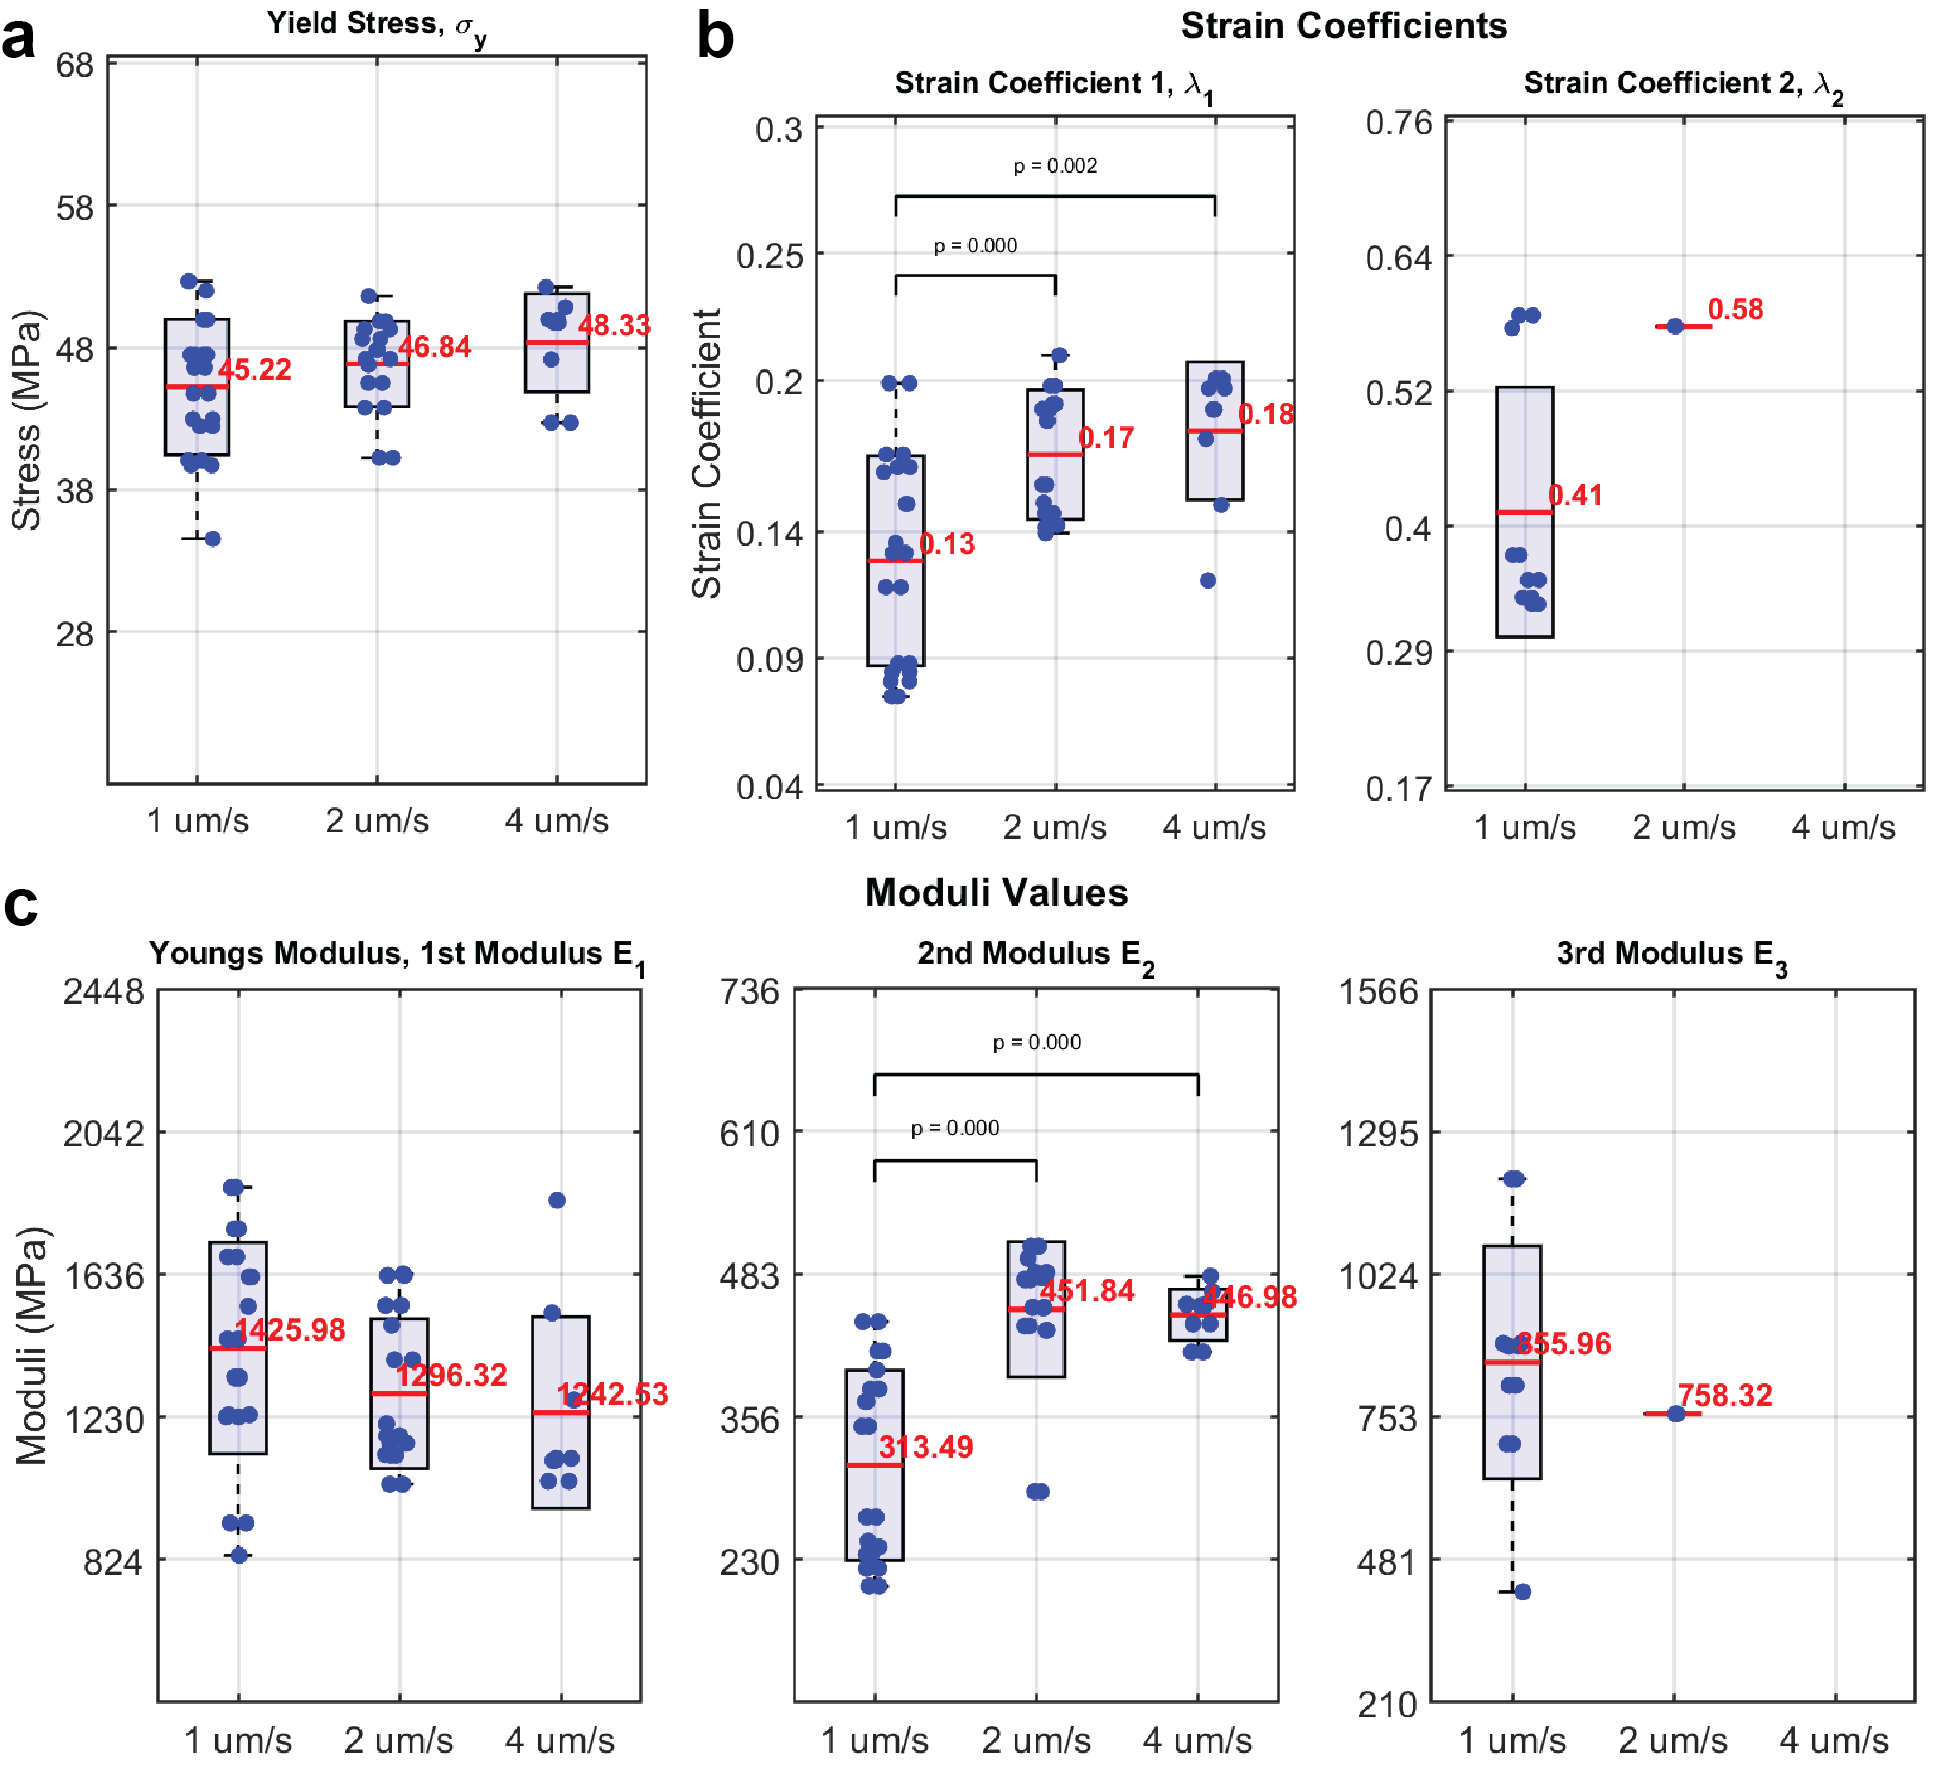 a
Yield Stress, σy
68
58
48
38
28
Stress (MPa)
45.22
46.84
48.33
1 um/s 2 um/s 4 um/s
b
Strain Coefficients
Strain Coefficient 1, λ1
0.3
0.25
0.2
0.14
0.09
0.04
Strain Coefficient
p = 0.002
p = 0.000
0.13
0.17
0.18
1 um/s 2 um/s 4 um/s
Strain Coefficient 2, λ2
0.76
0.64
0.52
0.4
0.29
0.17
0.41
0.58
1 um/s 2 um/s 4 um/s
c
Moduli Values
Youngs Modulus, 1st Modulus E1
2448
2042
1636
1230
824
Moduli (MPa)
1425.98
1296.32
1242.53
1 um/s 2 um/s 4 um/s
2nd Modulus E2
736
610
483
356
230
p = 0.000
p = 0.000
313.49
451.84
446.98
1 um/s 2 um/s 4 um/s
3rd Modulus E3
1566
1295
1024
753
481
210
855.96
758.32
1 um/s 2 um/s 4 um/s